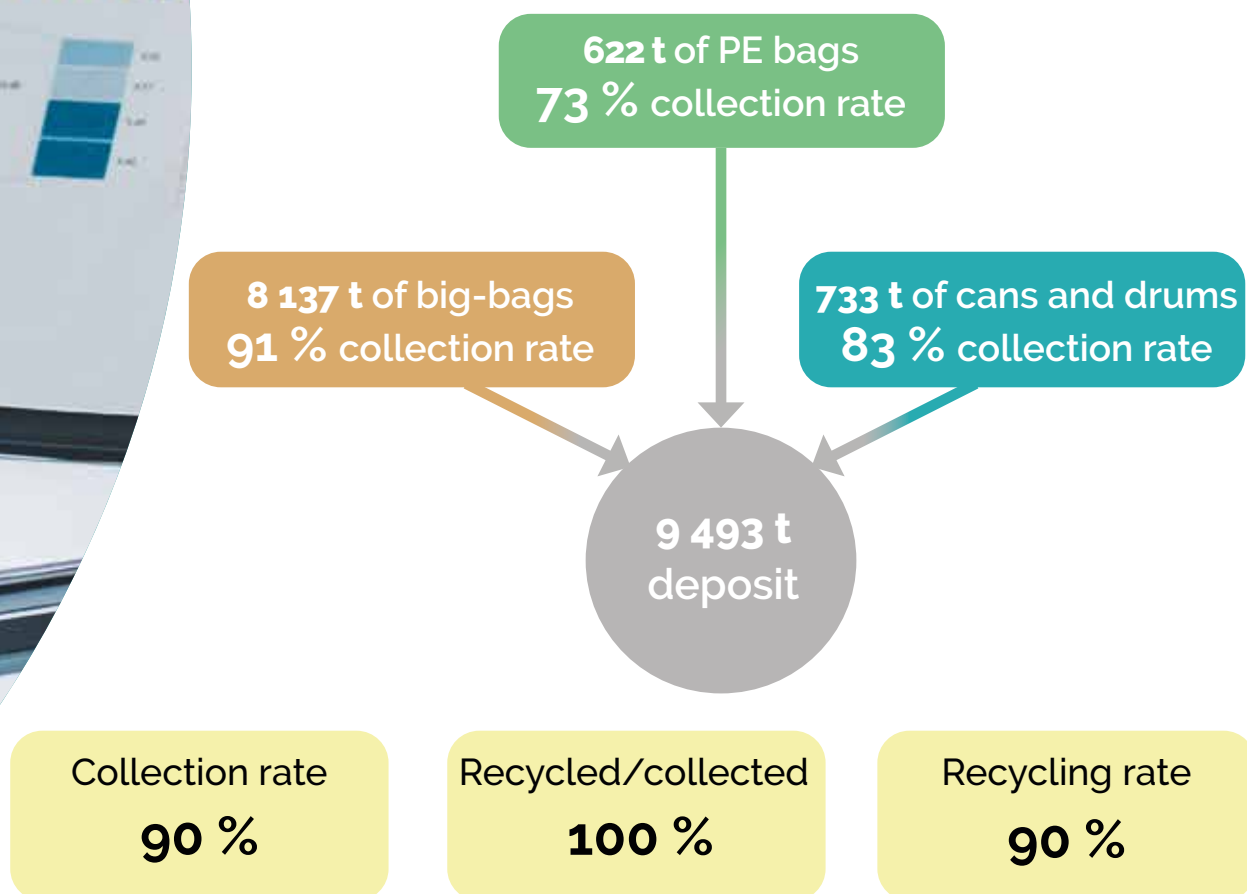 622 t of PE bags
73 % collection rate
8 137 t of big-bags
91 % collection rate
733 t of cans and drums
83 % collection rate
9 493 t
deposit
Collection rate
90 %
Recycled/collected
100 %
Recycling rate
90 %